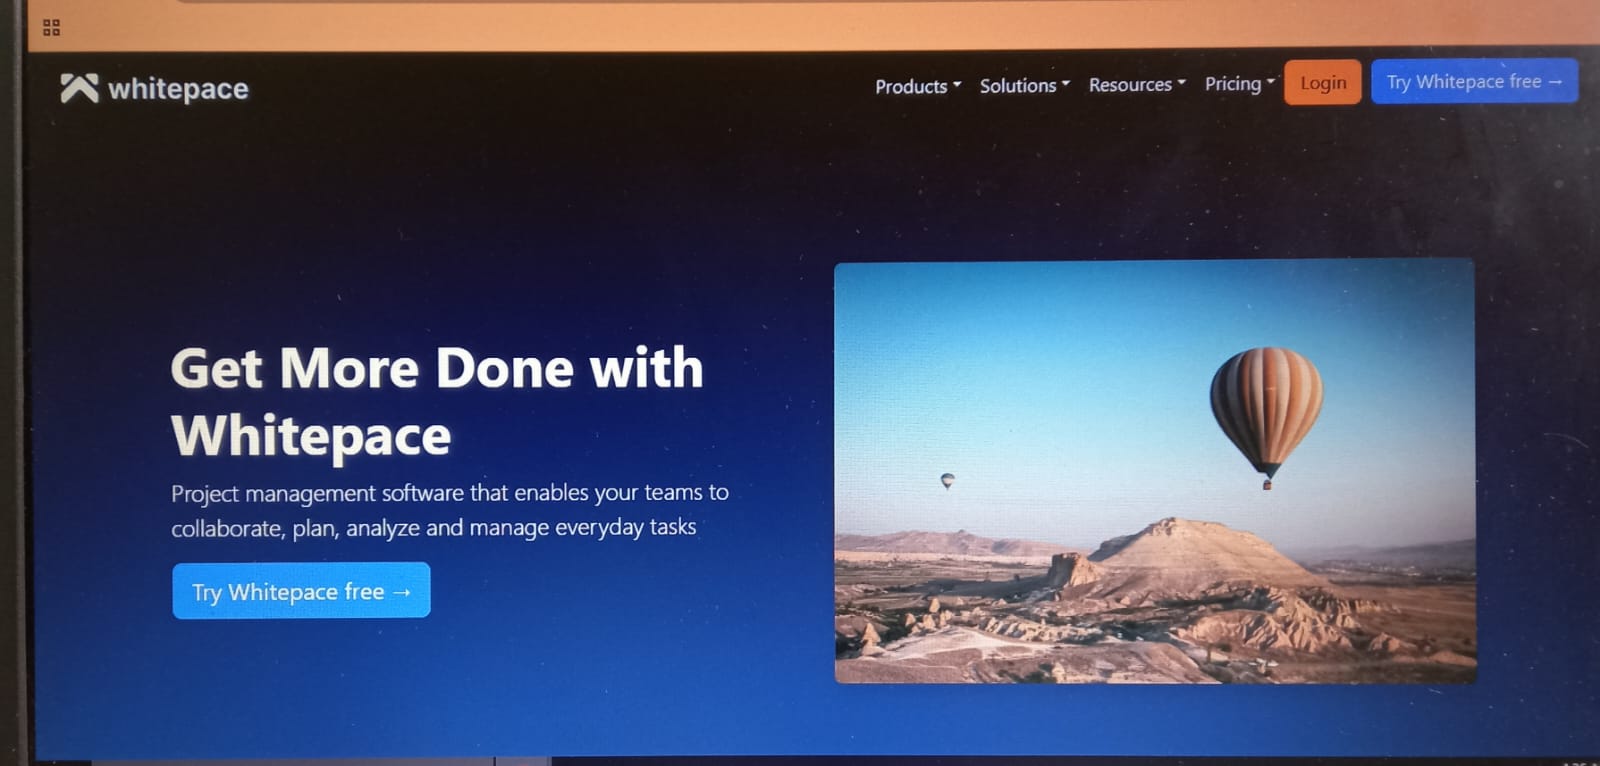 whitepace
Products
Solutions
Resources
Pricing
Login
Try Whitepace free →
Get More Done with
Whitepace
Project management software that enables your teams to
collaborate, plan, analyze and manage everyday tasks
Try Whitepace free →